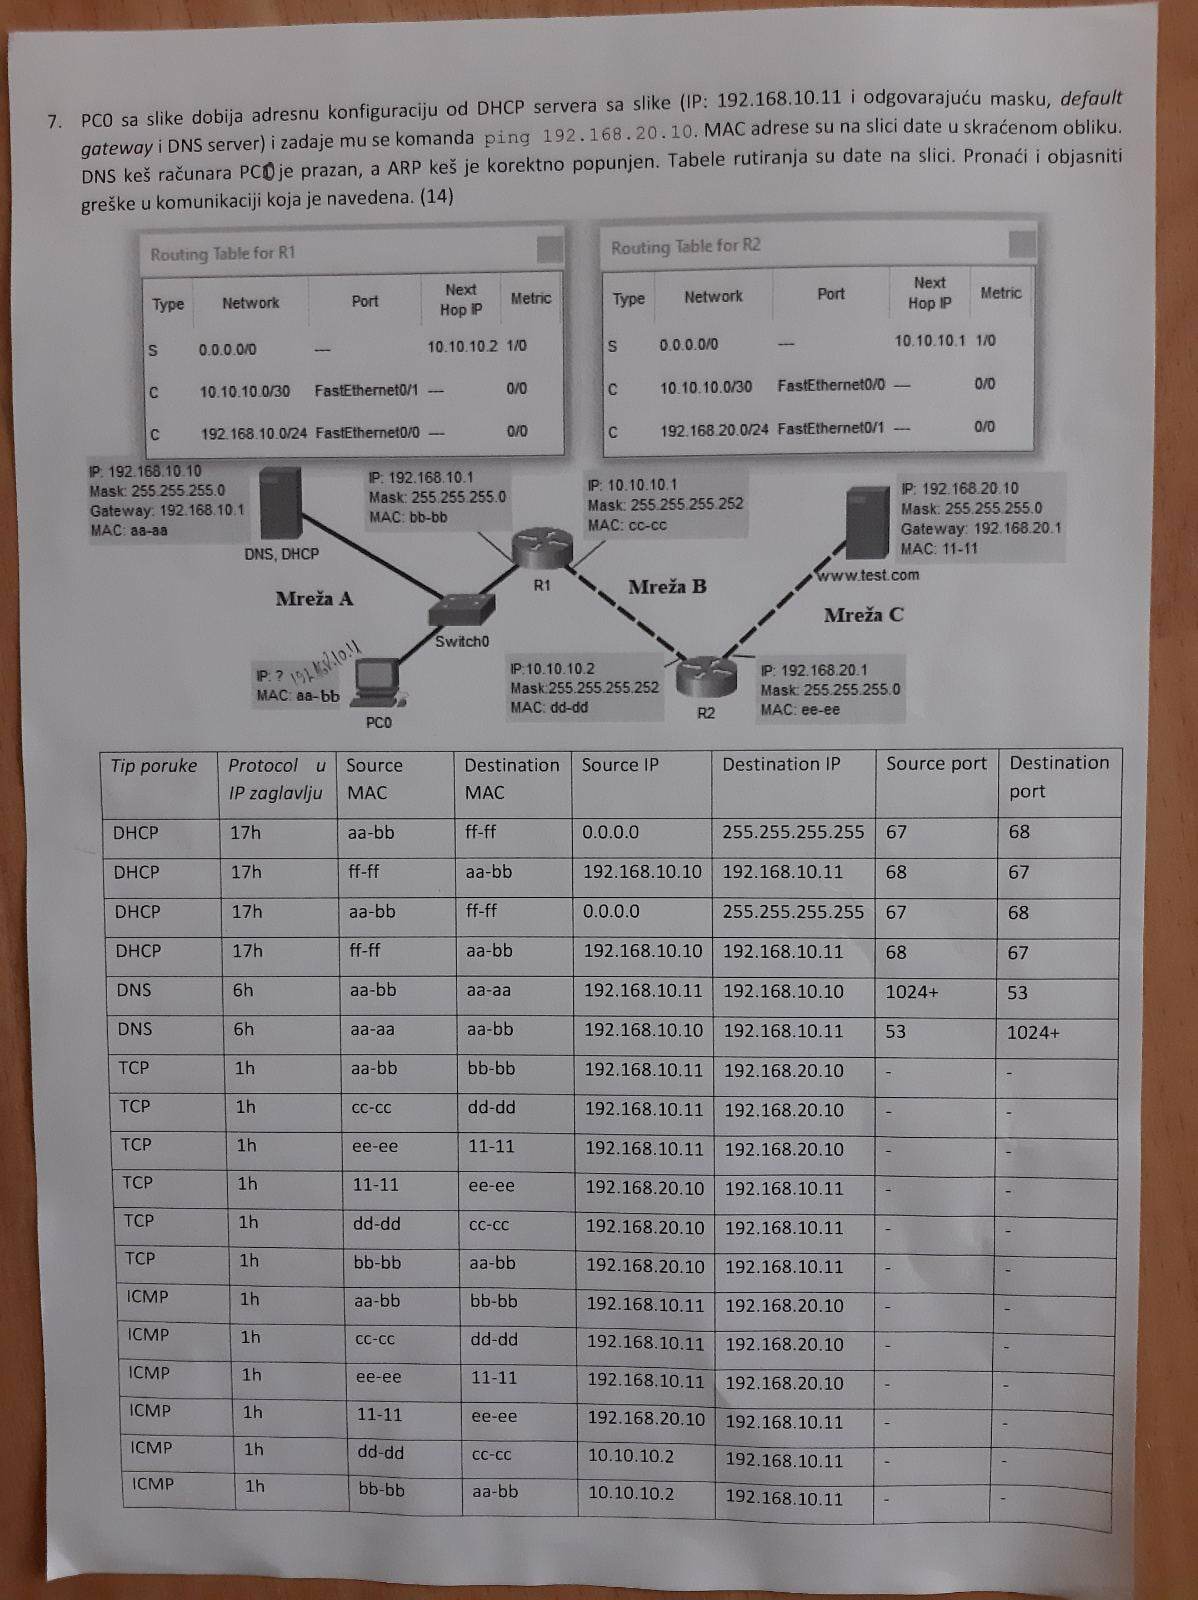 7. PC0 sa slike dobija adresnu konfiguraciju od DHCP servera sa slike (IP: 192.168.10.11 i odgovarajuću masku, default
gateway i DNS server) i zadaje mu se komanda ping 192.168.20.10. MAC adrese su na slici date u skraćenom obliku.
DNS keš računara PC0 je prazan, a ARP keš je korektno popunjen. Tabele rutiranja su date na slici. Pronaći i objasniti
greške u komunikaciji koja je navedena. (14)
Routing Table for R1
Type Network Port Next Hop IP Metric
S 0.0.0.0/0 --- 10.10.10.2 1/0
C 10.10.10.0/30 FastEthernet0/1 --- 0/0
C 192.168.10.0/24 FastEthernet0/0 --- 0/0
Routing Table for R2
Type Network Port Next Hop IP Metric
S 0.0.0.0/0 --- 10.10.10.1 1/0
C 10.10.10.0/30 FastEthernet0/0 --- 0/0
C 192.168.20.0/24 FastEthernet0/1 --- 0/0
IP: 192.168.10.10
Mask: 255.255.255.0
Gateway: 192.168.10.1
MAC: aa-aa
DNS, DHCP
IP: 192.168.10.1
Mask: 255.255.255.0
MAC: bb-bb
R1
IP: 10.10.10.1
Mask: 255.255.255.252
MAC: cc-cc
IP: 192.168.20.10
Mask: 255.255.255.0
Gateway: 192.168.20.1
MAC: 11-11
www.test.com
Mreža A
Mreža B
Mreža C
Switch0
IP: ? 192.168.10.11
MAC: aa-bb
PC0
IP:10.10.10.2
Mask:255.255.255.252
MAC: dd-dd
R2
IP: 192.168.20.1
Mask: 255.255.255.0
MAC: ee-ee
Tip poruke Protocol u IP zaglavlju Source MAC Destination MAC Source IP Destination IP Source port Destination port
DHCP 17h aa-bb ff-ff 0.0.0.0 255.255.255.255 67 68
DHCP 17h ff-ff aa-bb 192.168.10.10 192.168.10.11 68 67
DHCP 17h aa-bb ff-ff 0.0.0.0 255.255.255.255 67 68
DHCP 17h ff-ff aa-bb 192.168.10.10 192.168.10.11 68 67
DNS 6h aa-bb aa-aa 192.168.10.11 192.168.10.10 1024+ 53
DNS 6h aa-aa aa-bb 192.168.10.10 192.168.10.11 53 1024+
TCP 1h aa-bb bb-bb 192.168.10.11 192.168.20.10 - -
TCP 1h cc-cc dd-dd 192.168.10.11 192.168.20.10 - -
TCP 1h ee-ee 11-11 192.168.10.11 192.168.20.10 - -
TCP 1h 11-11 ee-ee 192.168.20.10 192.168.10.11 - -
TCP 1h dd-dd cc-cc 192.168.20.10 192.168.10.11 - -
TCP 1h bb-bb aa-bb 192.168.20.10 192.168.10.11 - -
ICMP 1h aa-bb bb-bb 192.168.10.11 192.168.20.10 - -
ICMP 1h cc-cc dd-dd 192.168.10.11 192.168.20.10 - -
ICMP 1h ee-ee 11-11 192.168.10.11 192.168.20.10 - -
ICMP 1h 11-11 ee-ee 192.168.20.10 192.168.10.11 - -
ICMP 1h dd-dd cc-cc 10.10.10.2 192.168.10.11 - -
ICMP 1h bb-bb aa-bb 10.10.10.2 192.168.10.11 - -